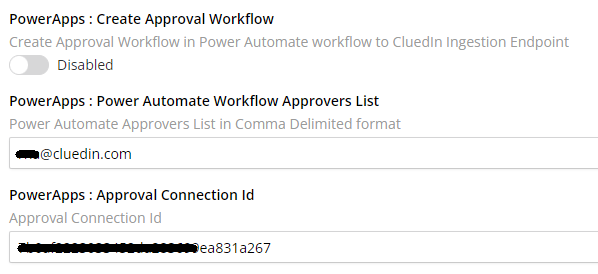 PowerApps : Create Approval Workflow
Create Approval Workflow in Power Automate workflow to CluedIn Ingestion Endpoint
Disabled
PowerApps : Power Automate Workflow Approvers List
Power Automate Approvers List in Comma Delimited format
@cluedin.com
PowerApps : Approval Connection Id
Approval Connection Id
ea831a267